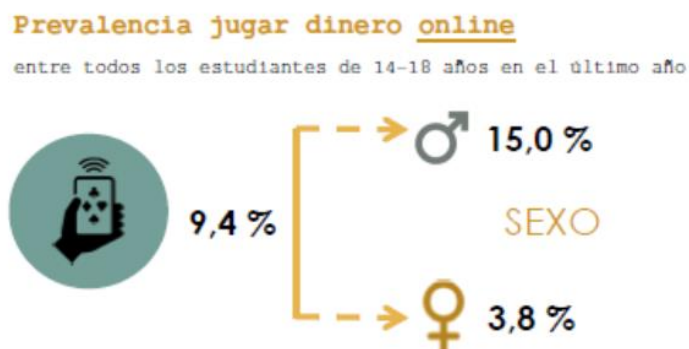 Prevalencia jugar dinero online
entre todos los estudiantes de 14-18 años en el último año
15,0 %
9,4 %
SEXO
3,8 %